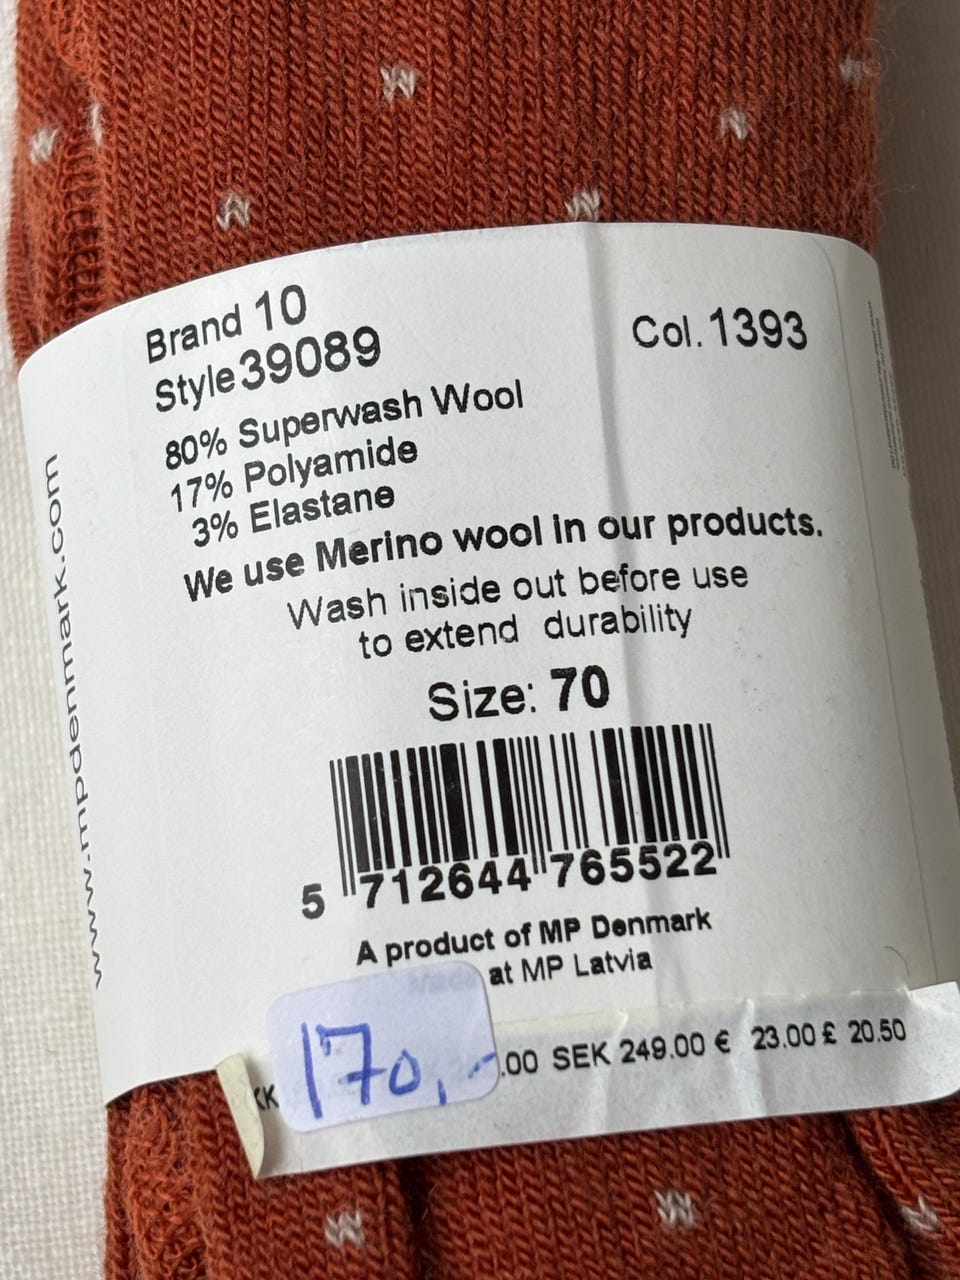 Brand 10
Style 39089
Col. 1393
80% Superwash Wool
17% Polyamide
3% Elastane
We use Merino wool in our products.
Wash inside out before use
to extend durability
Size: 70
5 712644 765522
A product of MP Denmark
at MP Latvia
170,-
.00 SEK 249.00 € 23.00 £ 20.50
www.mpdenmark.com